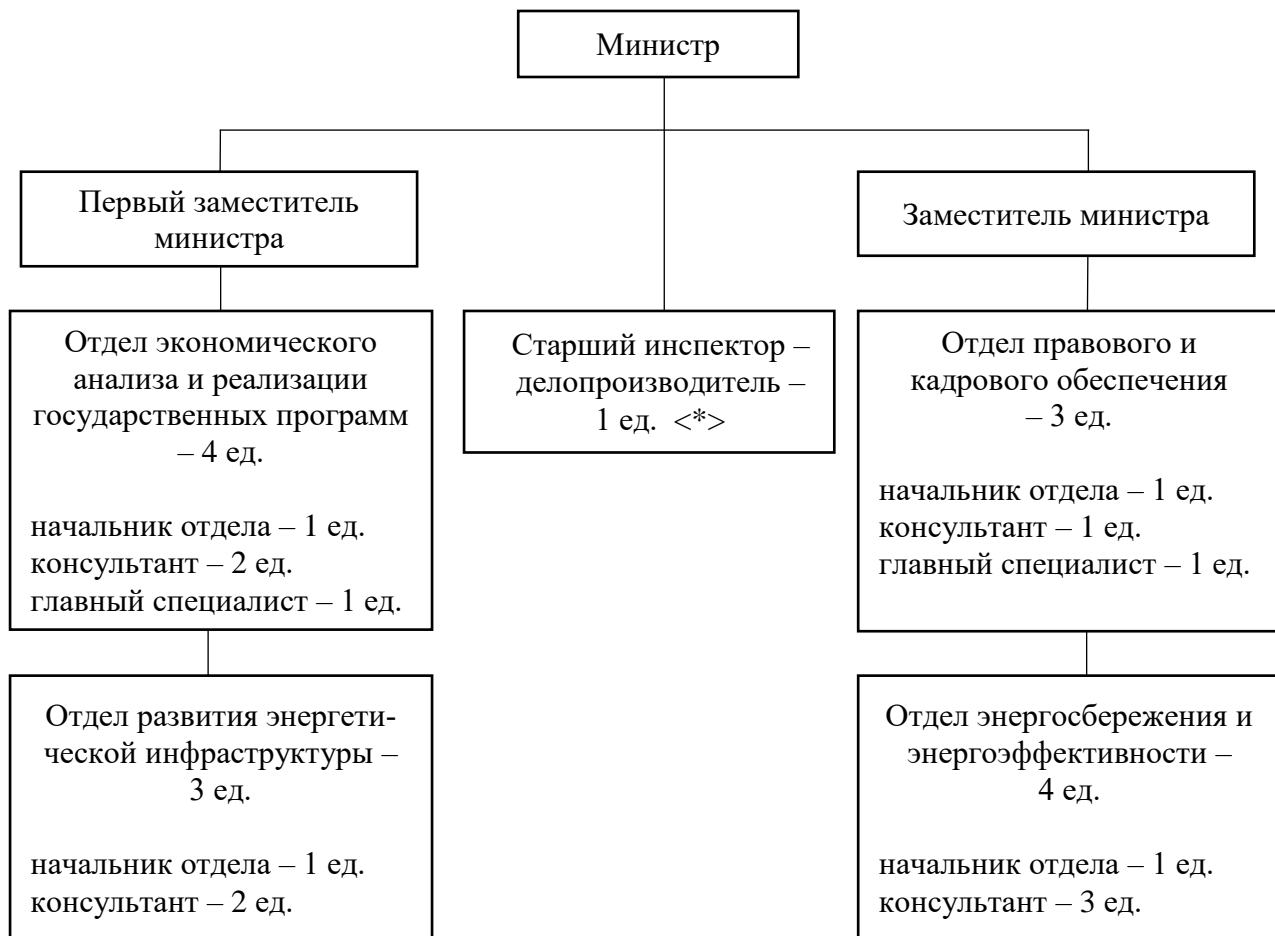 Министр
Первый заместитель
министра
Заместитель министра
Отдел экономического
анализа и реализации
государственных программ
– 4 ед.
начальник отдела – 1 ед.
консультант – 2 ед.
главный специалист – 1 ед.
Старший инспектор –
делопроизводитель –
1 ед. <*>
Отдел правового и
кадрового обеспечения
– 3 ед.
начальник отдела – 1 ед.
консультант – 1 ед.
главный специалист – 1 ед.
Отдел развития энергети-
ческой инфраструктуры –
3 ед.
начальник отдела – 1 ед.
консультант – 2 ед.
Отдел энергосбережения и
энергоэффективности –
4 ед.
начальник отдела – 1 ед.
консультант – 3 ед.